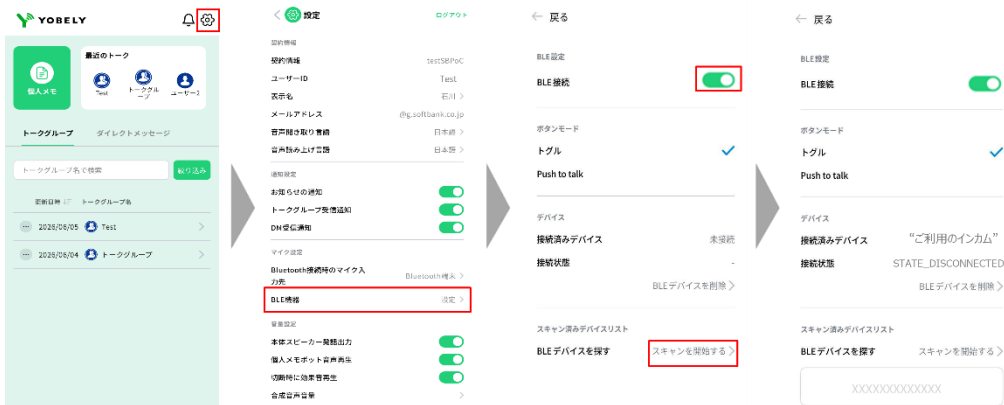 YOBELY
個人メモ
最近のトーク
Test
トークグル
ープ
ユーザー2
トークグループ
ダイレクトメッセージ
トークグループ名で検索
絞り込み
更新日時
トークグループ名
2026/06/05
Test
2026/06/04
トークグループ
設定
ログアウト
契約情報
契約情報
testSBPoC
ユーザーID
Test
表示名
石川
メールアドレス
@g.softbank.co.jp
音声聞き取り言語
日本語
音声読み上げ言語
日本語
通知設定
お知らせの通知
トークグループ受信通知
DM受信通知
マイク設定
Bluetooth接続時のマイク入
力先
Bluetooth端末
BLE機器
設定
音量設定
本体スピーカー発話出力
個人メモボット音声再生
切断時に効果音再生
合成音声音量
戻る
BLE設定
BLE接続
ボタンモード
トグル
Push to talk
デバイス
接続済みデバイス
未接続
接続状態
-
BLEデバイスを削除
スキャン済みデバイスリスト
BLEデバイスを探す
スキャンを開始する
戻る
BLE設定
BLE接続
ボタンモード
トグル
Push to talk
デバイス
接続済みデバイス
“ご利用のインカム”
接続状態
STATE_DISCONNECTED
BLEデバイスを削除
スキャン済みデバイスリスト
BLEデバイスを探す
スキャンを開始する
XXXXXXXXXXXXX